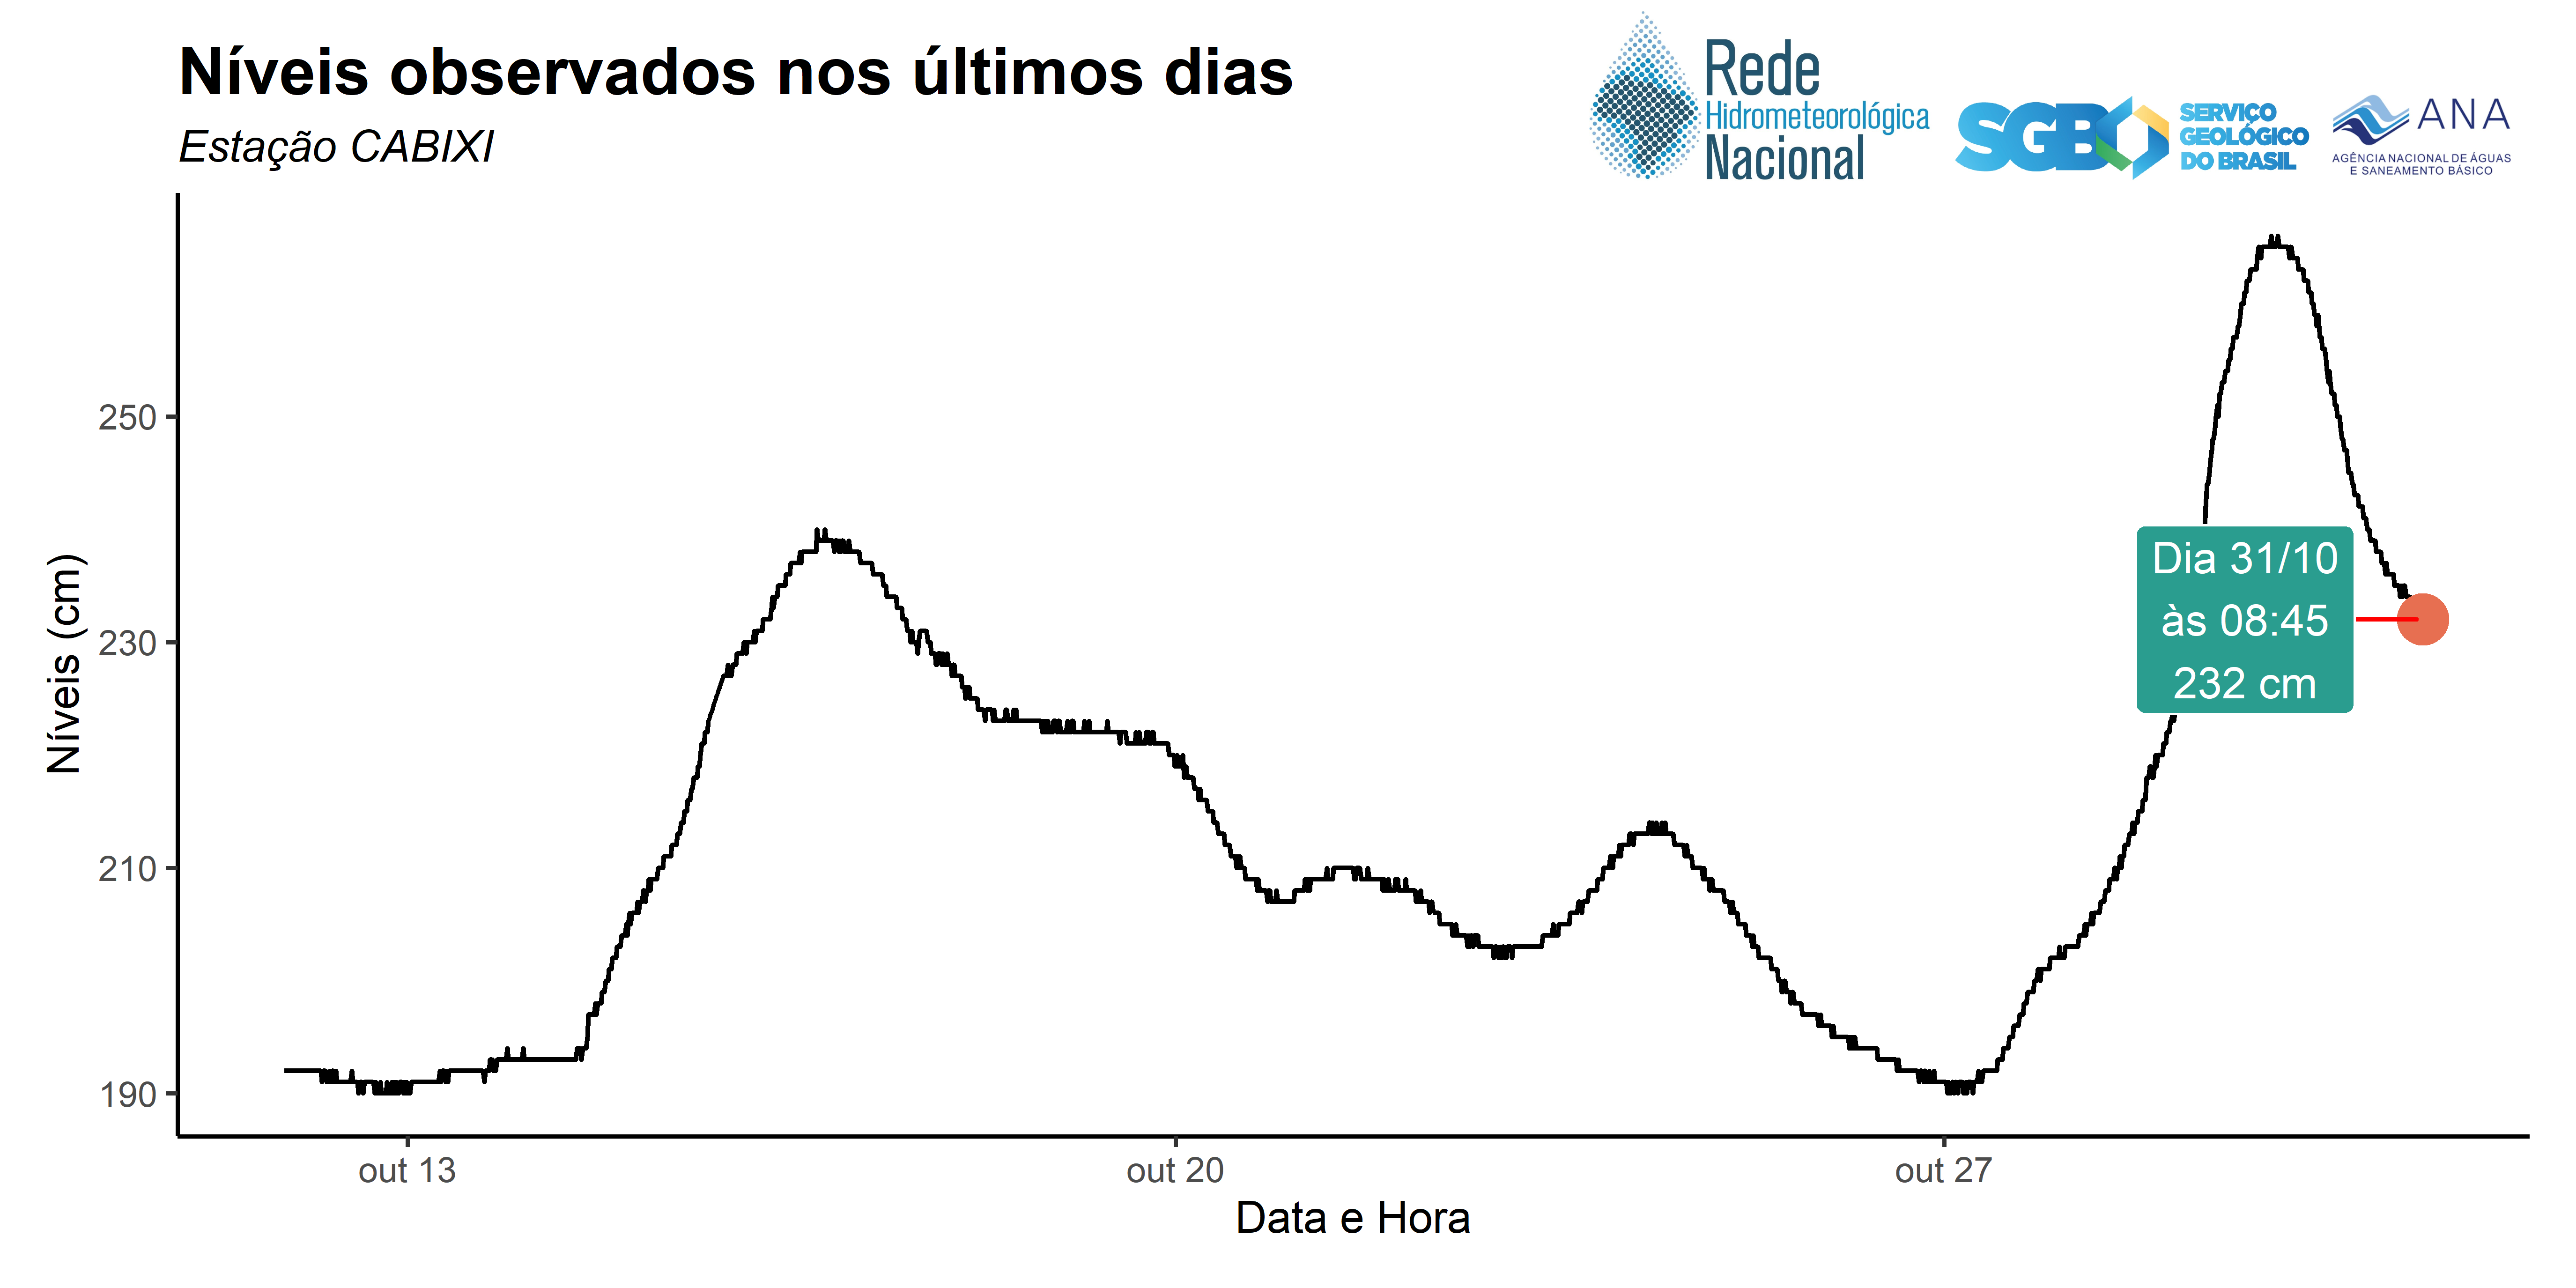 Níveis observados nos últimos dias
Estação CABIXI
Rede
Hidrometeorológica
Nacional
SGB
SERVIÇO
GEOLÓGICO
DO BRASIL
ANA
AGÊNCIA NACIONAL DE ÁGUAS
E SANEAMENTO BÁSICO
Níveis (cm)
250
230
210
190
Dia 31/10
às 08:45
232 cm
out 13
out 20
out 27
Data e Hora